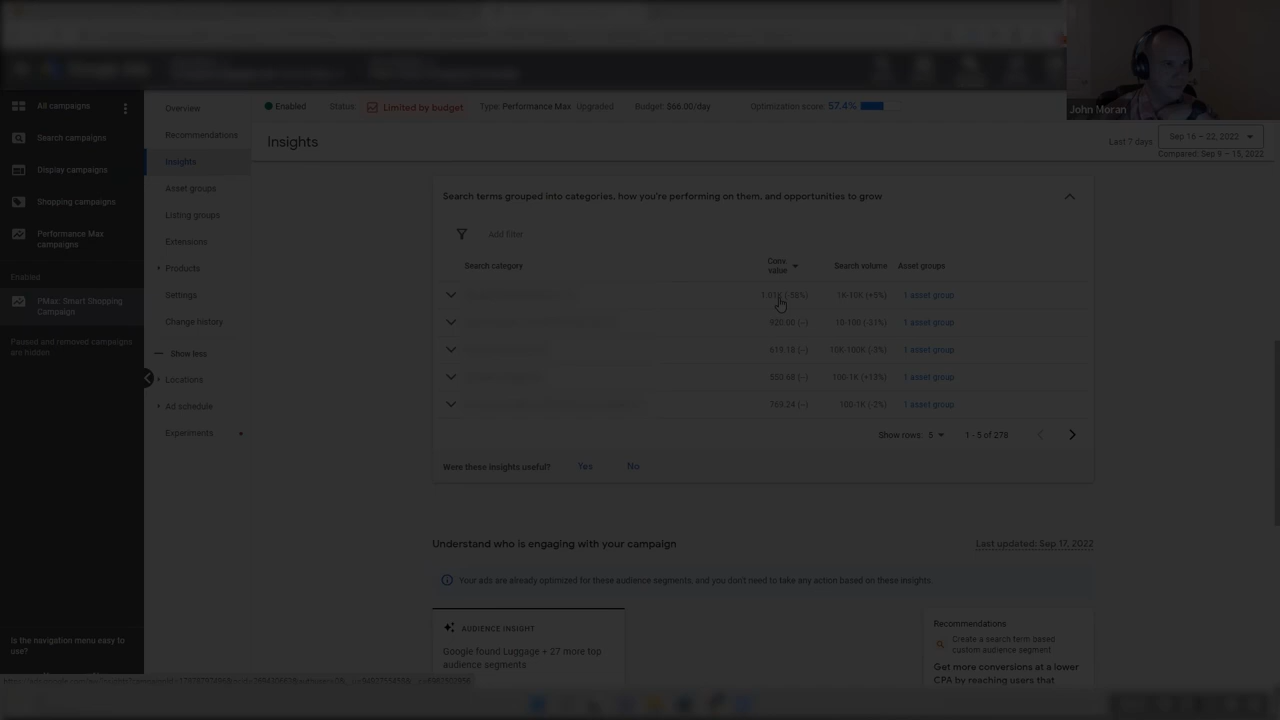 John Moran
All campaigns
Search campaigns
Display campaigns
Shopping campaigns
Performance Max
campaigns
Enabled
PMax: Smart Shopping
Campaign
Paused and removed campaigns
are hidden
Is the navigation menu easy to
use?
Overview
Recommendations
Insights
Asset groups
Listing groups
Extensions
Products
Settings
Change history
Show less
Locations
Ad schedule
Experiments
Enabled Status: Limited by budget Type: Performance Max Upgraded Budget: $66.00/day Optimization score: 57.4%
Insights
Last 7 days Sep 16 – 22, 2022
Compared: Sep 9 – 15, 2022
Search terms grouped into categories, how you're performing on them, and opportunities to grow
Add filter
Search category Conv. value Search volume Asset groups
1.01K (-58%) 1K-10K (+5%) 1 asset group
920.00 (–) 10-100 (-31%) 1 asset group
619.18 (–) 10K-100K (-3%) 1 asset group
550.68 (–) 100-1K (+13%) 1 asset group
169.24 (–) 100-1K (-2%) 1 asset group
Show rows: 5 1 - 5 of 278
Were these insights useful? Yes No
Understand who is engaging with your campaign
Last updated: Sep 17, 2022
Your ads are already optimized for these audience segments, and you don't need to take any action based on these insights.
AUDIENCE INSIGHT
Google found Luggage + 27 more top
audience segments
Recommendations
Create a search term based
custom audience segment
Get more conversions at a lower
CPA by reaching users that